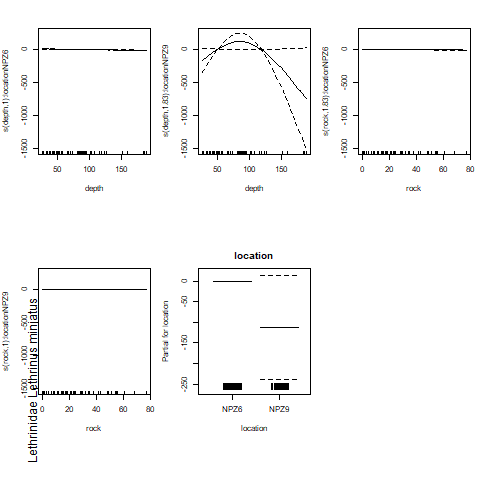 s(depth,1):locationNPZ6
0
-500
-1000
-1500
50
100
150
depth
s(depth,1.83):locationNPZ9
0
-500
-1000
-1500
50
100
150
depth
s(rock,1.83):locationNPZ6
0
-500
-1000
-1500
0
20
40
60
80
rock
s(rock,1):locationNPZ9
0
-500
-1000
-1500
0
20
40
60
80
rock
Lethrinidae Lethrinus miniatus
location
Partial for location
0
-50
-150
-250
NPZ6
NPZ9
location